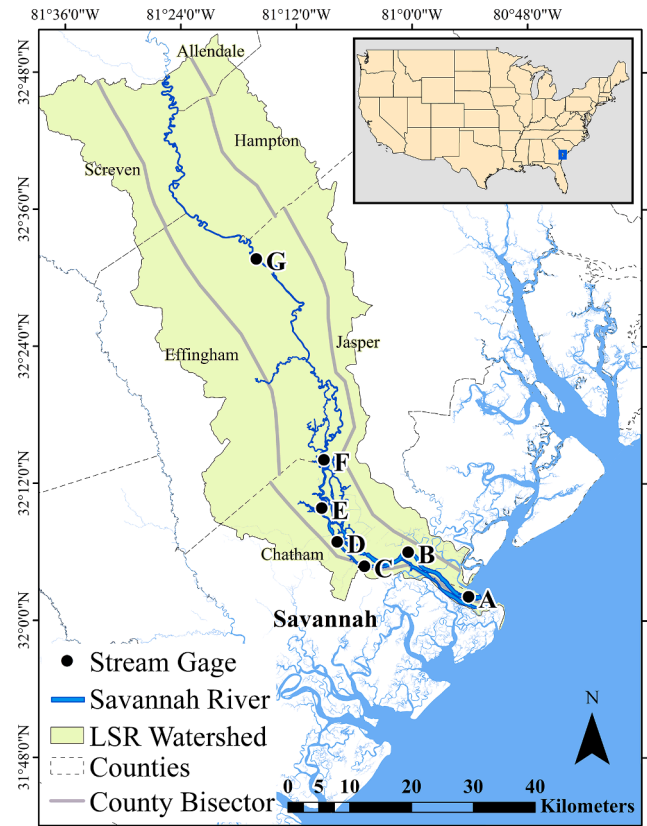 81°36'0"W 81°24'0"W 81°12'0"W 81°00'0"W 80°48'0"W
32°48'0"N
32°36'0"N
32°24'0"N
32°12'0"N
32°00'0"N
31°48'0"N
Allendale
Hampton
Screven
G
Jasper
Effingham
F
E
D
B
Chatham
C
A
Savannah
Stream Gage
Savannah River
LSR Watershed
Counties
County Bisector
N
0 5 10 20 30 40
Kilometers